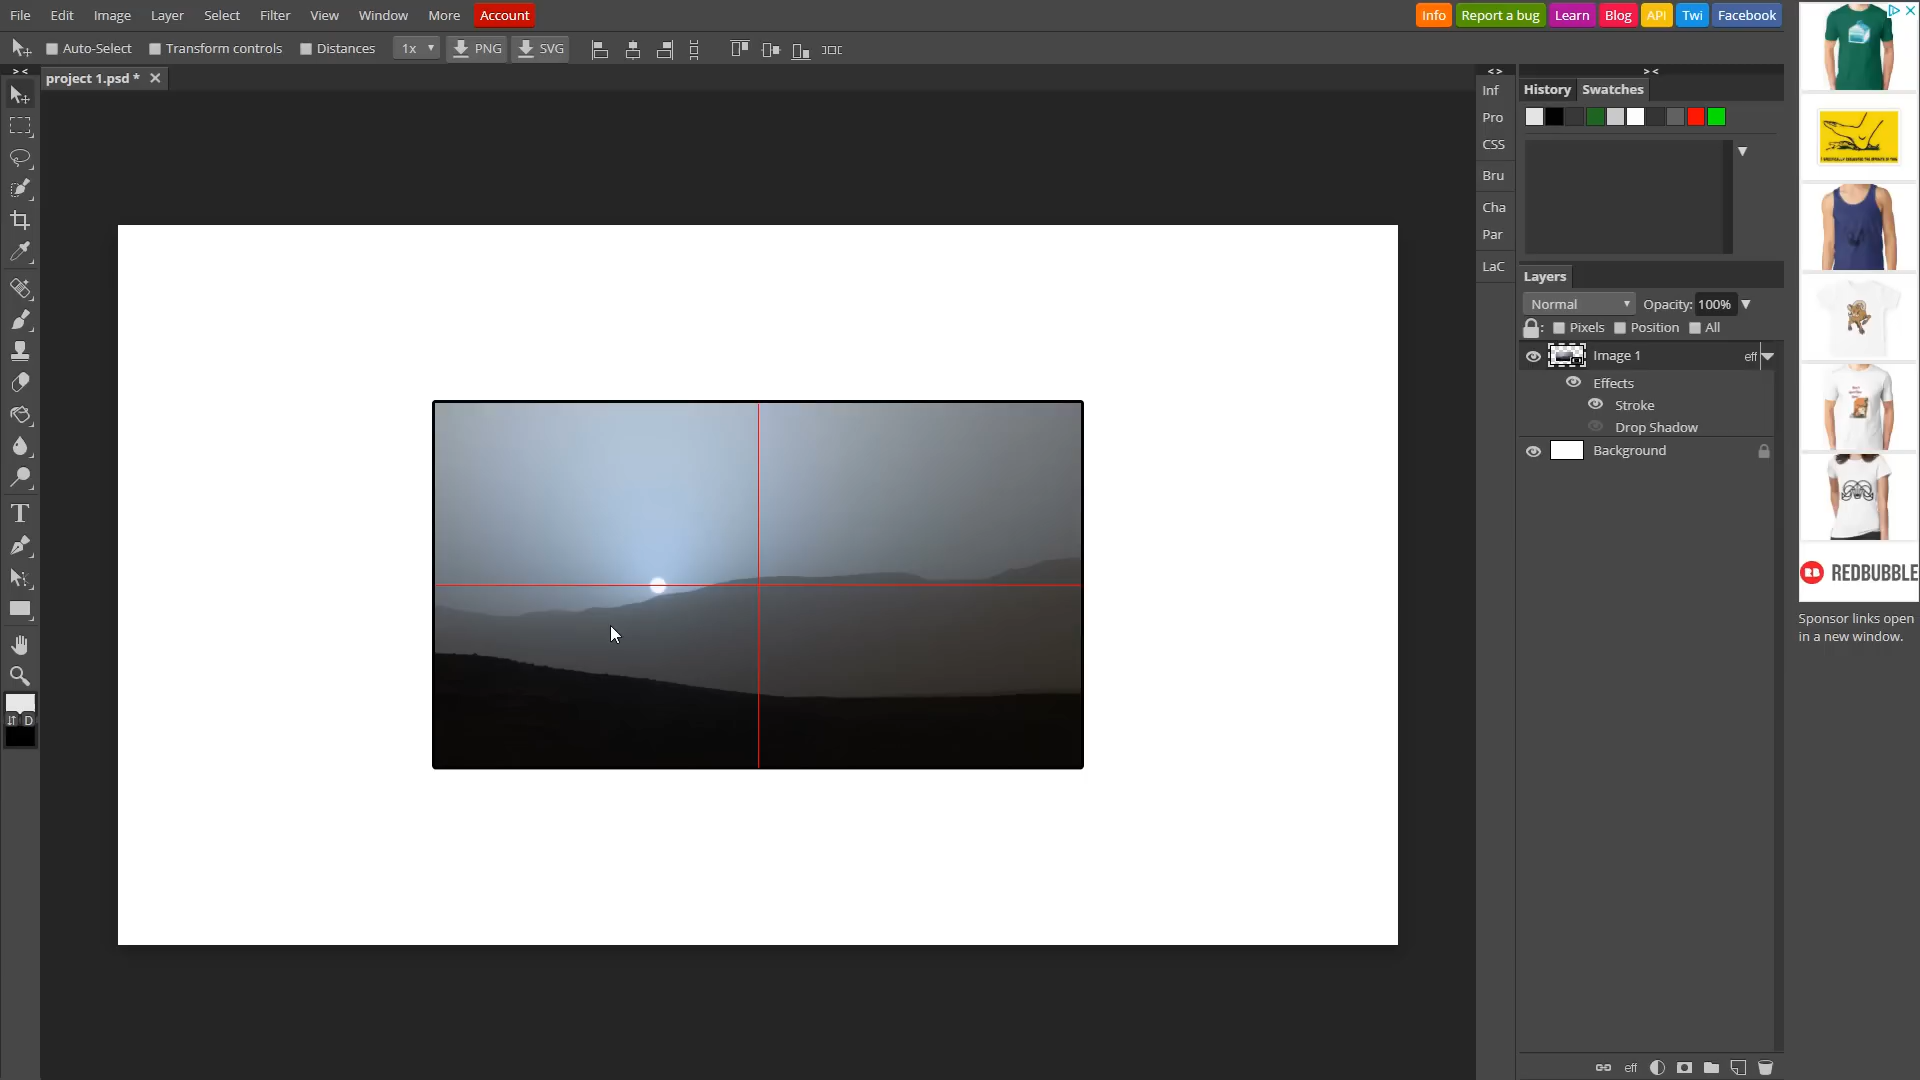 File Edit Image Layer Select Filter View Window More Account
Info Report a bug Learn Blog API Twi Facebook
Auto-Select Transform controls Distances 1x PNG SVG
project 1.psd *
Inf
Pro
CSS
Bru
Cha
Par
LaC
History Swatches
Layers
Normal Opacity: 100%
: Pixels Position All
Image 1 eff
Effects
Stroke
Drop Shadow
Background
T
D
eff
REDBUBBLE
Sponsor links open
in a new window.